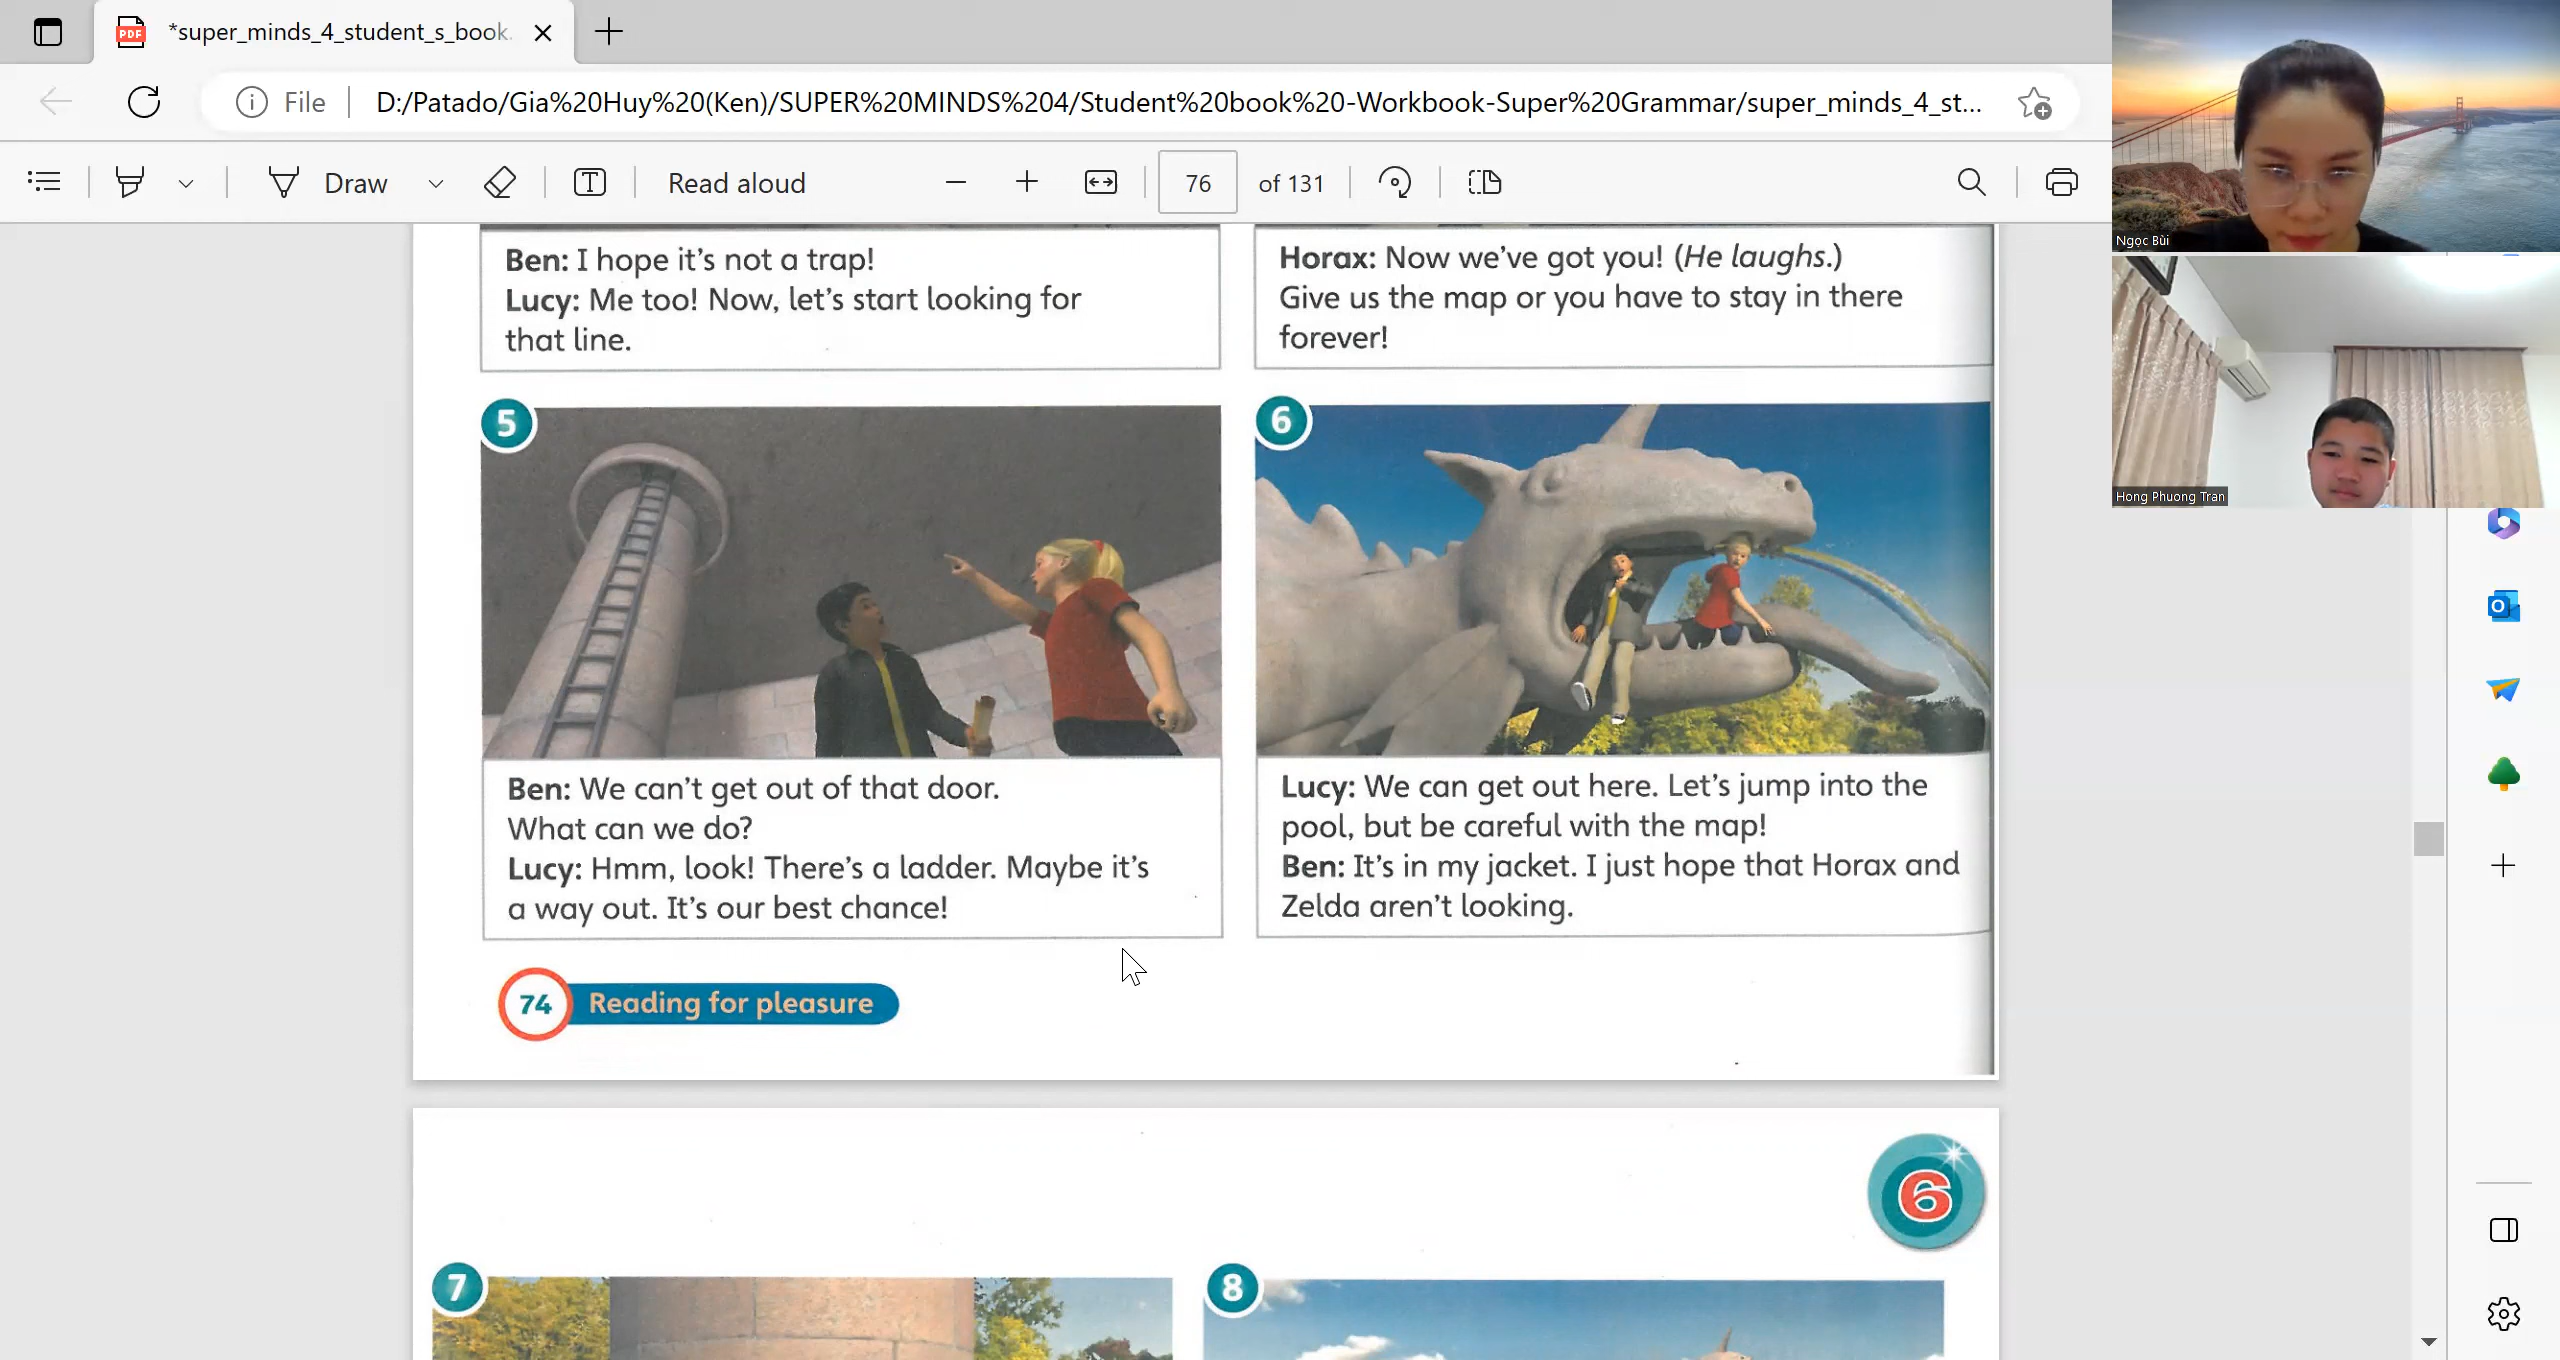 *super_minds_4_student_s_book.
PDF
File
D:/Patado/Gia%20Huy%20(Ken)/SUPER%20MINDS%204/Student%20book%20-Workbook-Super%20Grammar/super_minds_4_st...
Draw
T
Read aloud
76
of 131
Ngọc Bùi
Hong Phuong Tran
Ben: I hope it's not a trap!
Lucy: Me too! Now, let's start looking for
that line.
Horax: Now we've got you! (He laughs.)
Give us the map or you have to stay in there
forever!
5
Ben: We can't get out of that door.
What can we do?
Lucy: Hmm, look! There's a ladder. Maybe it's
a way out. It's our best chance!
6
Lucy: We can get out here. Let's jump into the
pool, but be careful with the map!
Ben: It's in my jacket. I just hope that Horax and
Zelda aren't looking.
74
Reading for pleasure
6
7
8